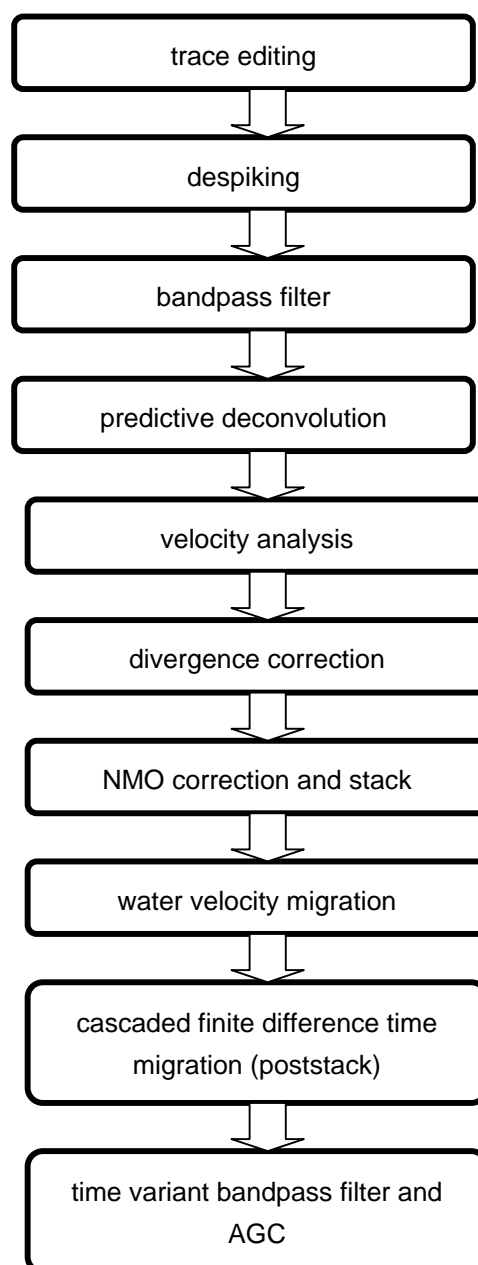 trace editing
despiking
bandpass filter
predictive deconvolution
velocity analysis
divergence correction
NMO correction and stack
water velocity migration
cascaded finite difference time
migration (poststack)
time variant bandpass filter and
AGC